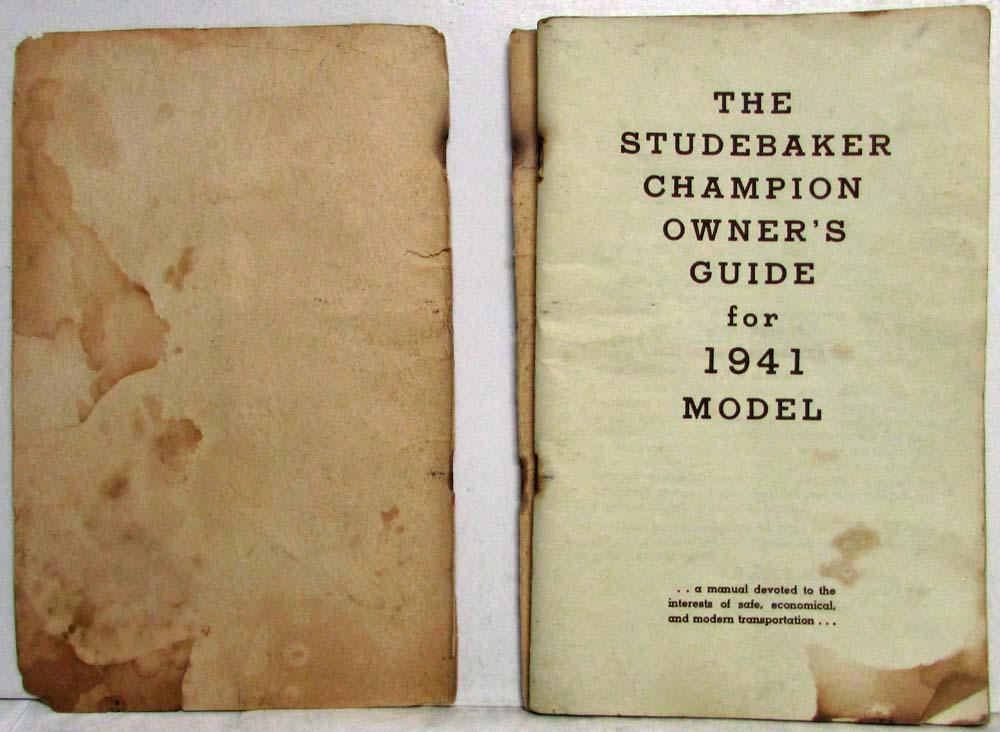 THE
STUDEBAKER
CHAMPION
OWNER'S
GUIDE
for
1941
MODEL
. . a manual devoted to the
interests of safe, economical,
and modern transportation . . .